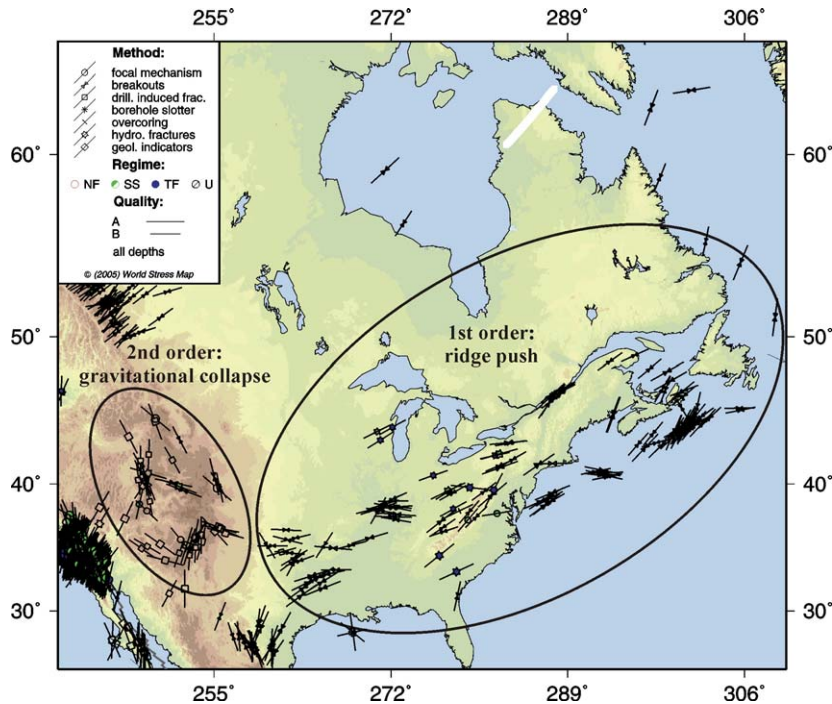 255˚ 272˚ 289˚ 306˚
Method:
focal mechanism
breakouts
drill. induced frac.
borehole slotter
overcoring
hydro. fractures
geol. indicators
Regime:
NF SS TF U
Quality:
A
B
all depths
© (2005) World Stress Map
60˚ 60˚
50˚ 50˚
1st order:
ridge push
2nd order:
gravitational collapse
40˚ 40˚
30˚ 30˚
255˚ 272˚ 289˚ 306˚